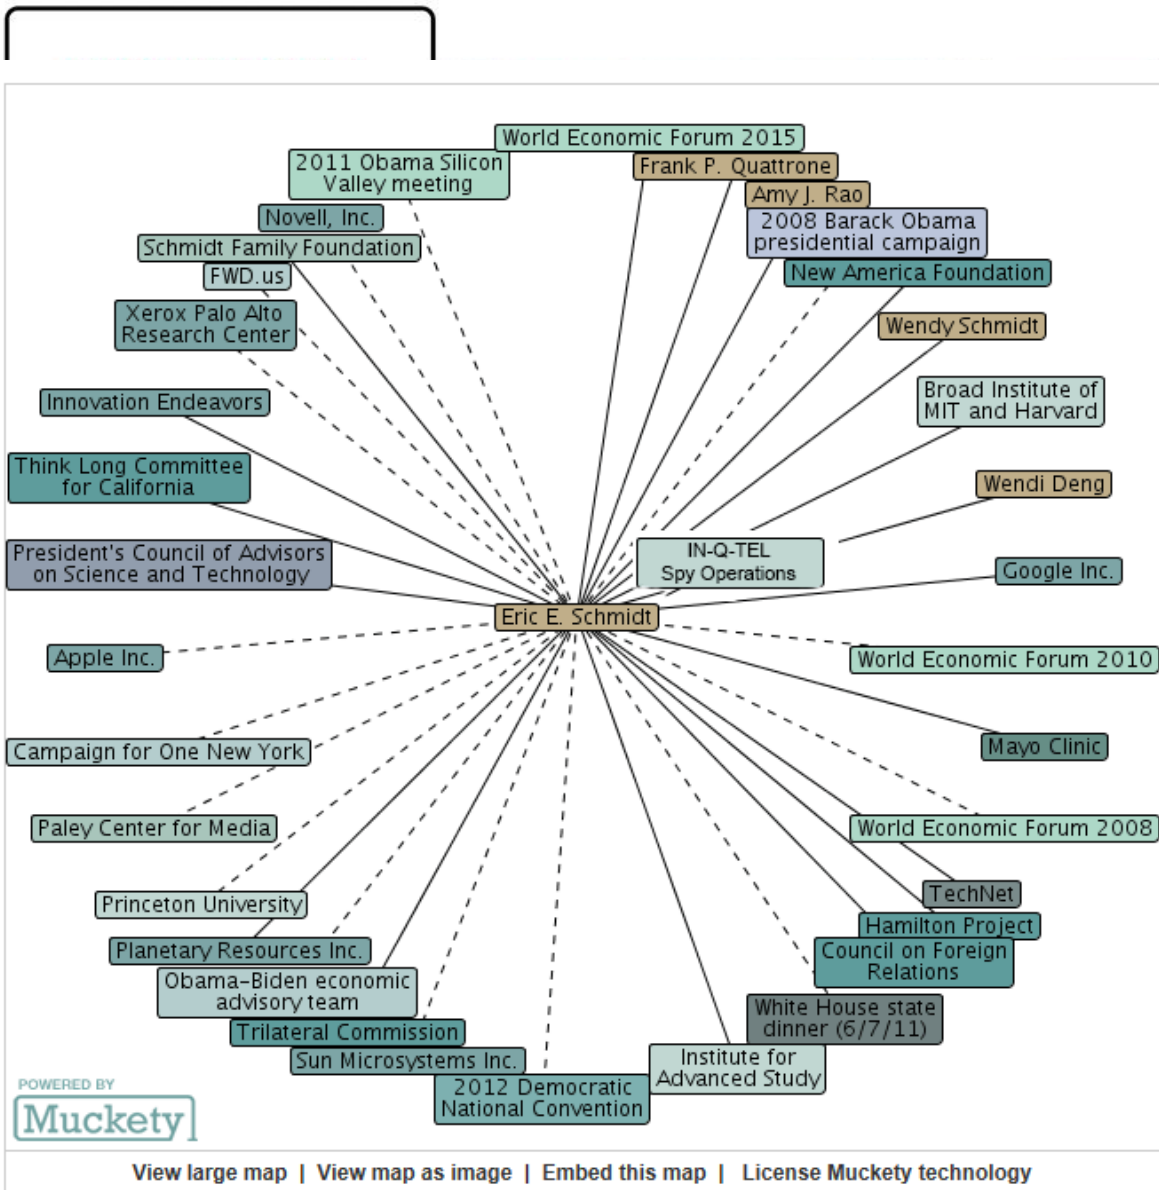 World Economic Forum 2015
2011 Obama Silicon
Valley meeting
Frank P. Quattrone
Amy J. Rao
Novell, Inc.
2008 Barack Obama
presidential campaign
Schmidt Family Foundation
FWD.us
New America Foundation
Xerox Palo Alto
Research Center
Wendy Schmidt
Innovation Endeavors
Broad Institute of
MIT and Harvard
Think Long Committee
for California
Wendi Deng
President's Council of Advisors
on Science and Technology
IN-Q-TEL
Spy Operations
Google Inc.
Eric E. Schmidt
Apple Inc.
World Economic Forum 2010
Campaign for One New York
Mayo Clinic
Paley Center for Media
World Economic Forum 2008
Princeton University
TechNet
Hamilton Project
Planetary Resources Inc.
Council on Foreign
Relations
Obama-Biden economic
advisory team
White House state
dinner (6/7/11)
Trilateral Commission
Sun Microsystems Inc.
Institute for
Advanced Study
2012 Democratic
National Convention
POWERED BY
Muckety
View large map | View map as image | Embed this map | License Muckety technology